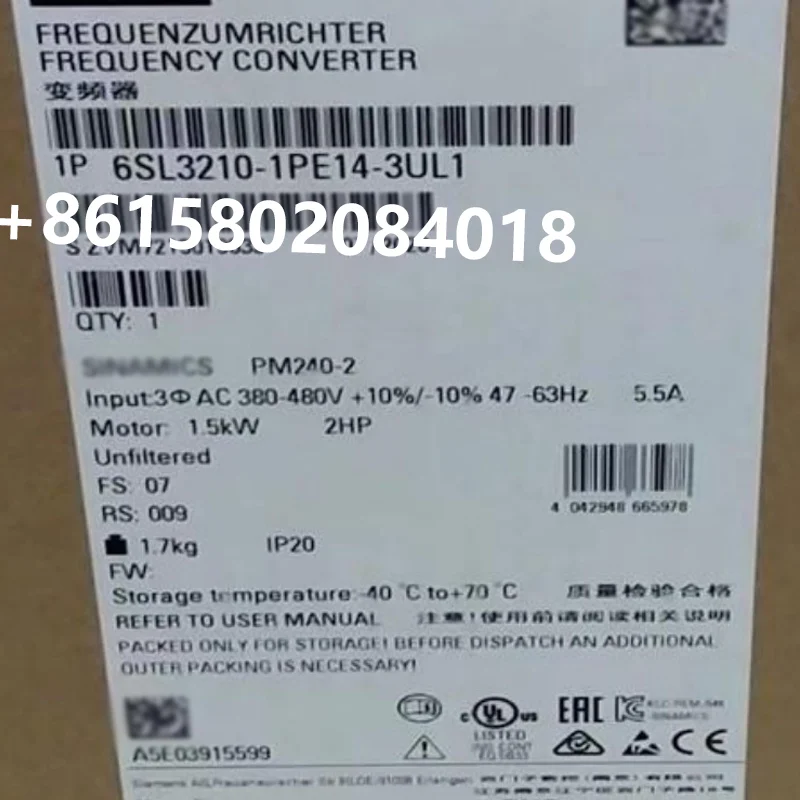 FREQUENZUMRICHTER
FREQUENCY CONVERTER
变频器
1P 6SL3210-1PE14-3UL1
+8615802084018
QTY: 1
SINAMICS PM240-2
Input:3Φ AC 380-480V +10%/-10% 47 -63Hz 5.5A
Motor: 1.5kW 2HP
Unfiltered
FS: 07
RS: 009
4 042948 665978
1.7kg IP20
FW:
Storage temperature:-40 °C to+70 °C 质量检验合格
REFER TO USER MANUAL 注意!使用前请阅读相关说明
PACKED ONLY FOR STORAGE! BEFORE DISPATCH AN ADDITIONAL
OUTER PACKING IS NECESSARY!
c UL us EAC
LISTED
CE
A5E03915599